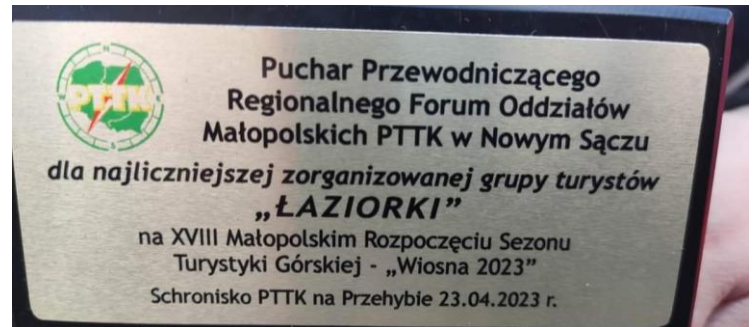 PTTK
Puchar Przewodniczącego
Regionalnego Forum Oddziałów
Małopolskich PTTK w Nowym Sączu
dla najliczniejszej zorganizowanej grupy turystów
„ŁAZIORKI”
na XVIII Małopolskim Rozpoczęciu Sezonu
Turystyki Górskiej - „Wiosna 2023”
Schronisko PTTK na Przehybie 23.04.2023 r.